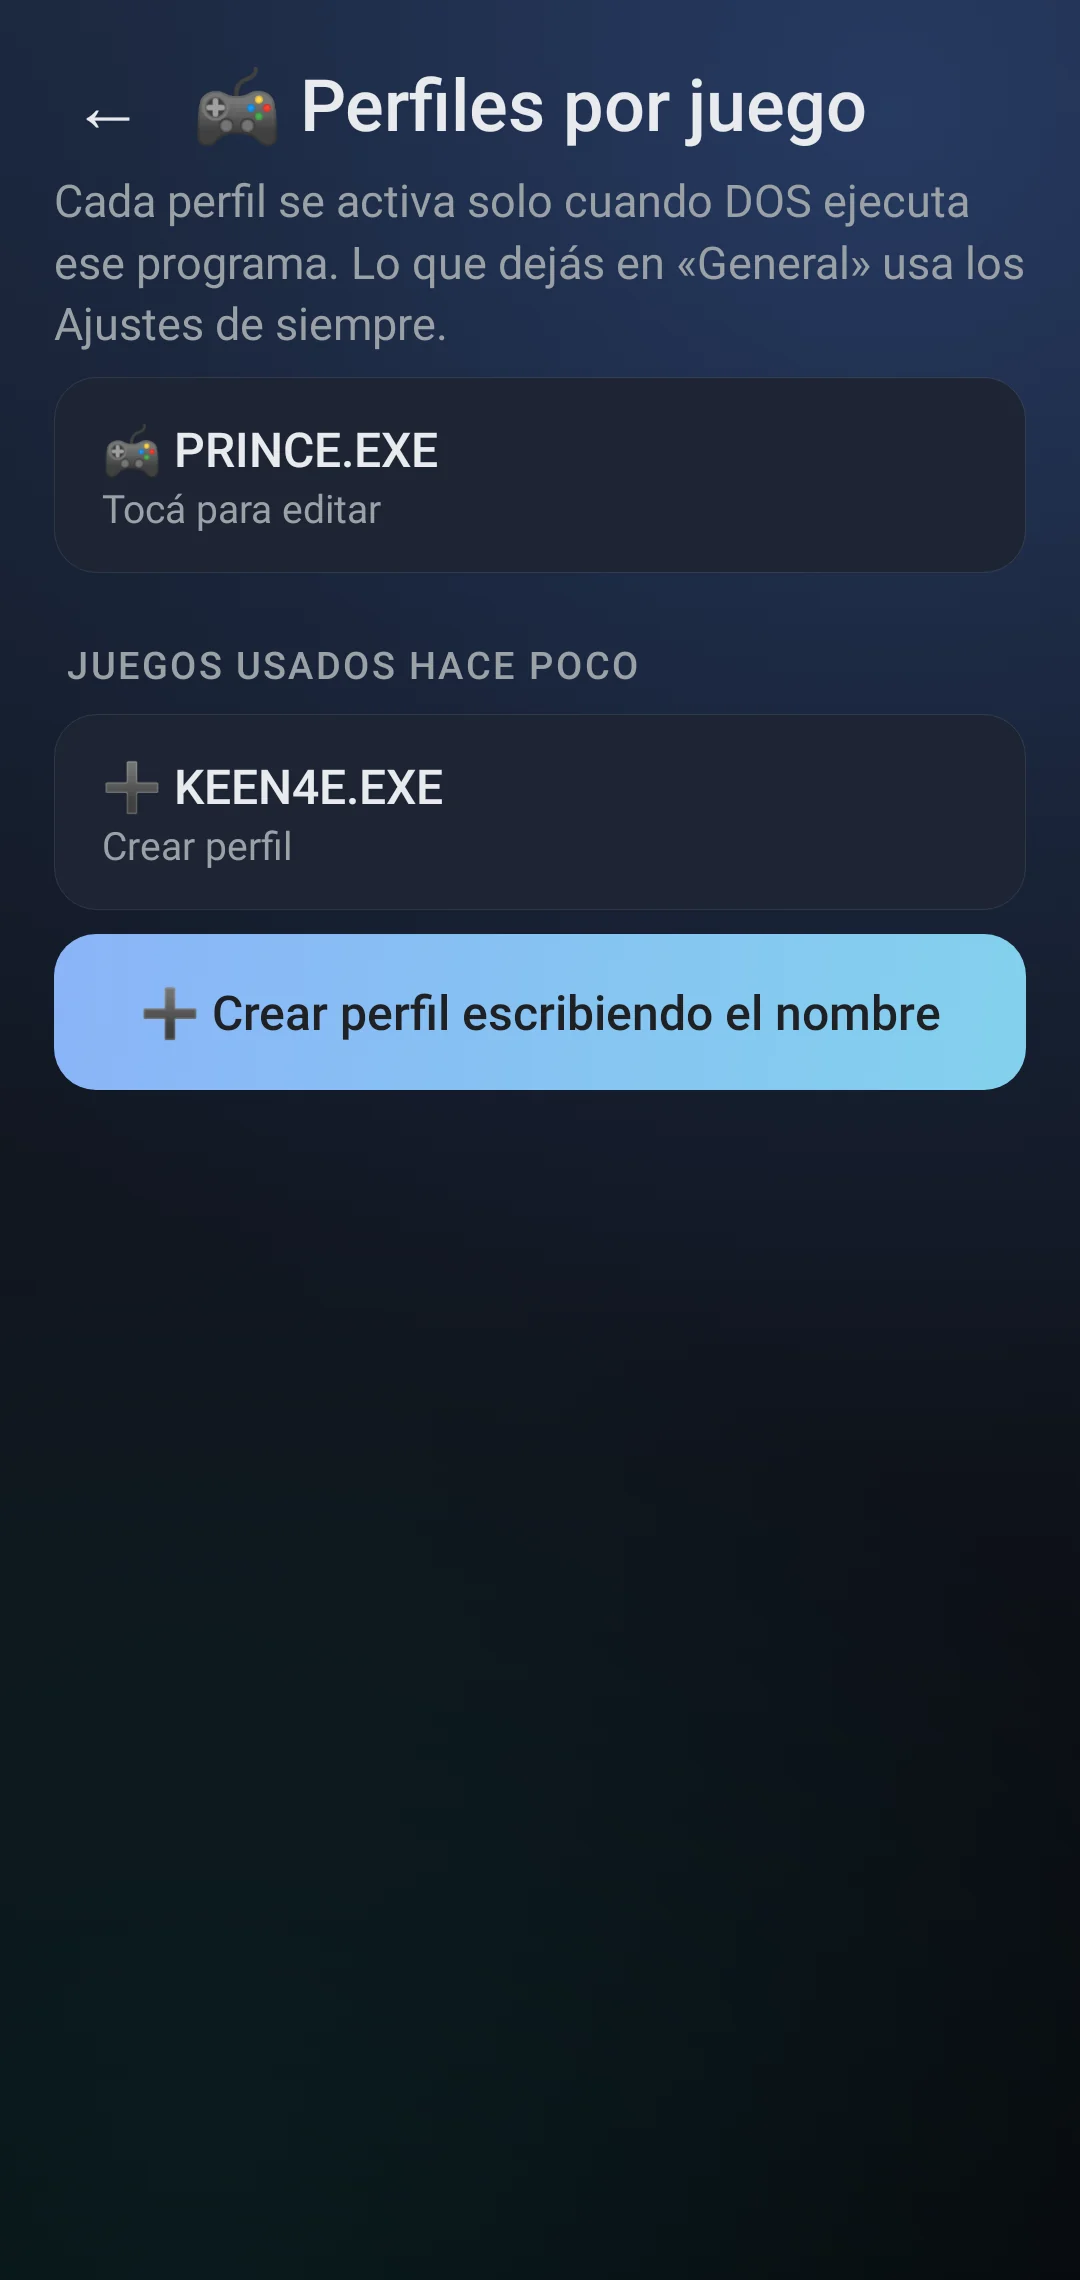 ← 🎮 Perfiles por juego
Cada perfil se activa solo cuando DOS ejecuta
ese programa. Lo que dejás en «General» usa los
Ajustes de siempre.
🎮 PRINCE.EXE
Tocá para editar
JUEGOS USADOS HACE POCO
➕ KEEN4E.EXE
Crear perfil
➕ Crear perfil escribiendo el nombre